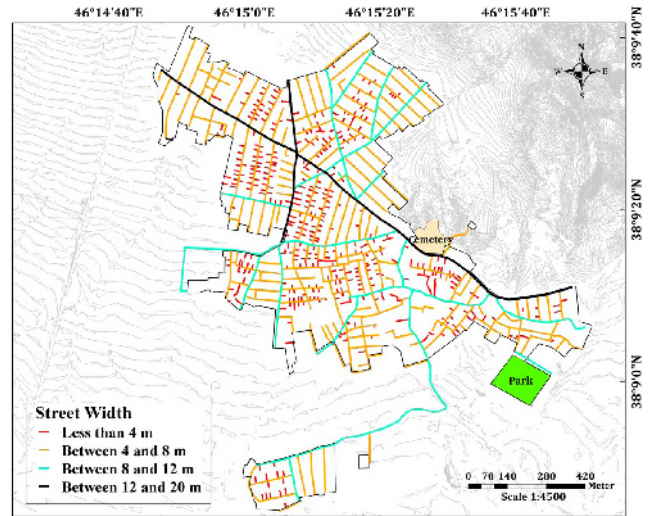 46°14'40"E 46°15'0"E 46°15'20"E 46°15'40"E
38°9'40"N
N
W E
S
38°9'20"N
Cemetery
38°9'0"N
Park
Street Width
Less than 4 m
Between 4 and 8 m
Between 8 and 12 m
Between 12 and 20 m
0 70 140 280 420
Meter
Scale 1:4500